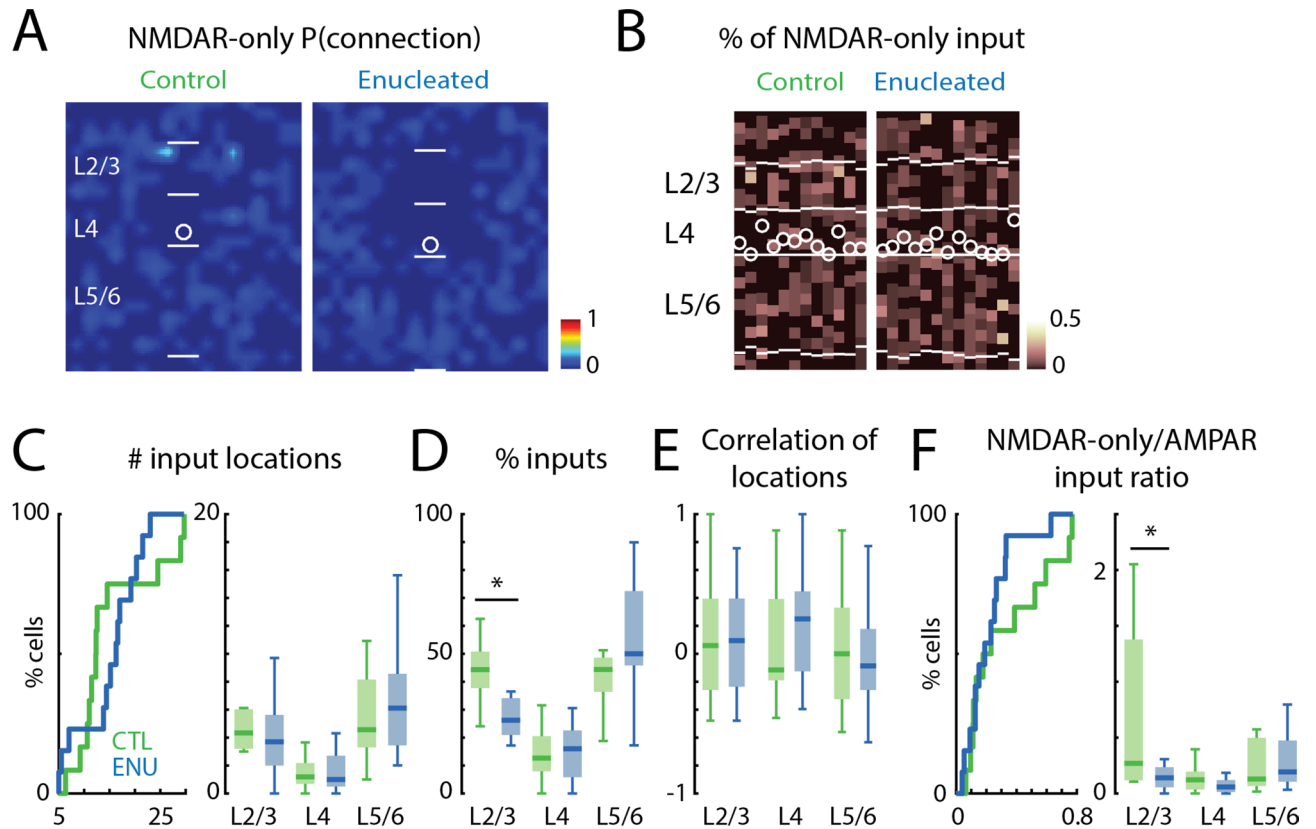 A
NMDAR-only P(connection)
Control
Enucleated
L2/3
L4
L5/6
1
0
B
% of NMDAR-only input
Control
Enucleated
L2/3
L4
L5/6
0.5
0
C
# input locations
100
% cells
0
5
25
CTL
ENU
20
0
L2/3
L4
L5/6
D
% inputs
100
50
0
*
L2/3
L4
L5/6
E
Correlation of
locations
1
0
-1
L2/3
L4
L5/6
F
NMDAR-only/AMPAR
input ratio
100
% cells
0
0
0.8
2
0
*
L2/3
L4
L5/6